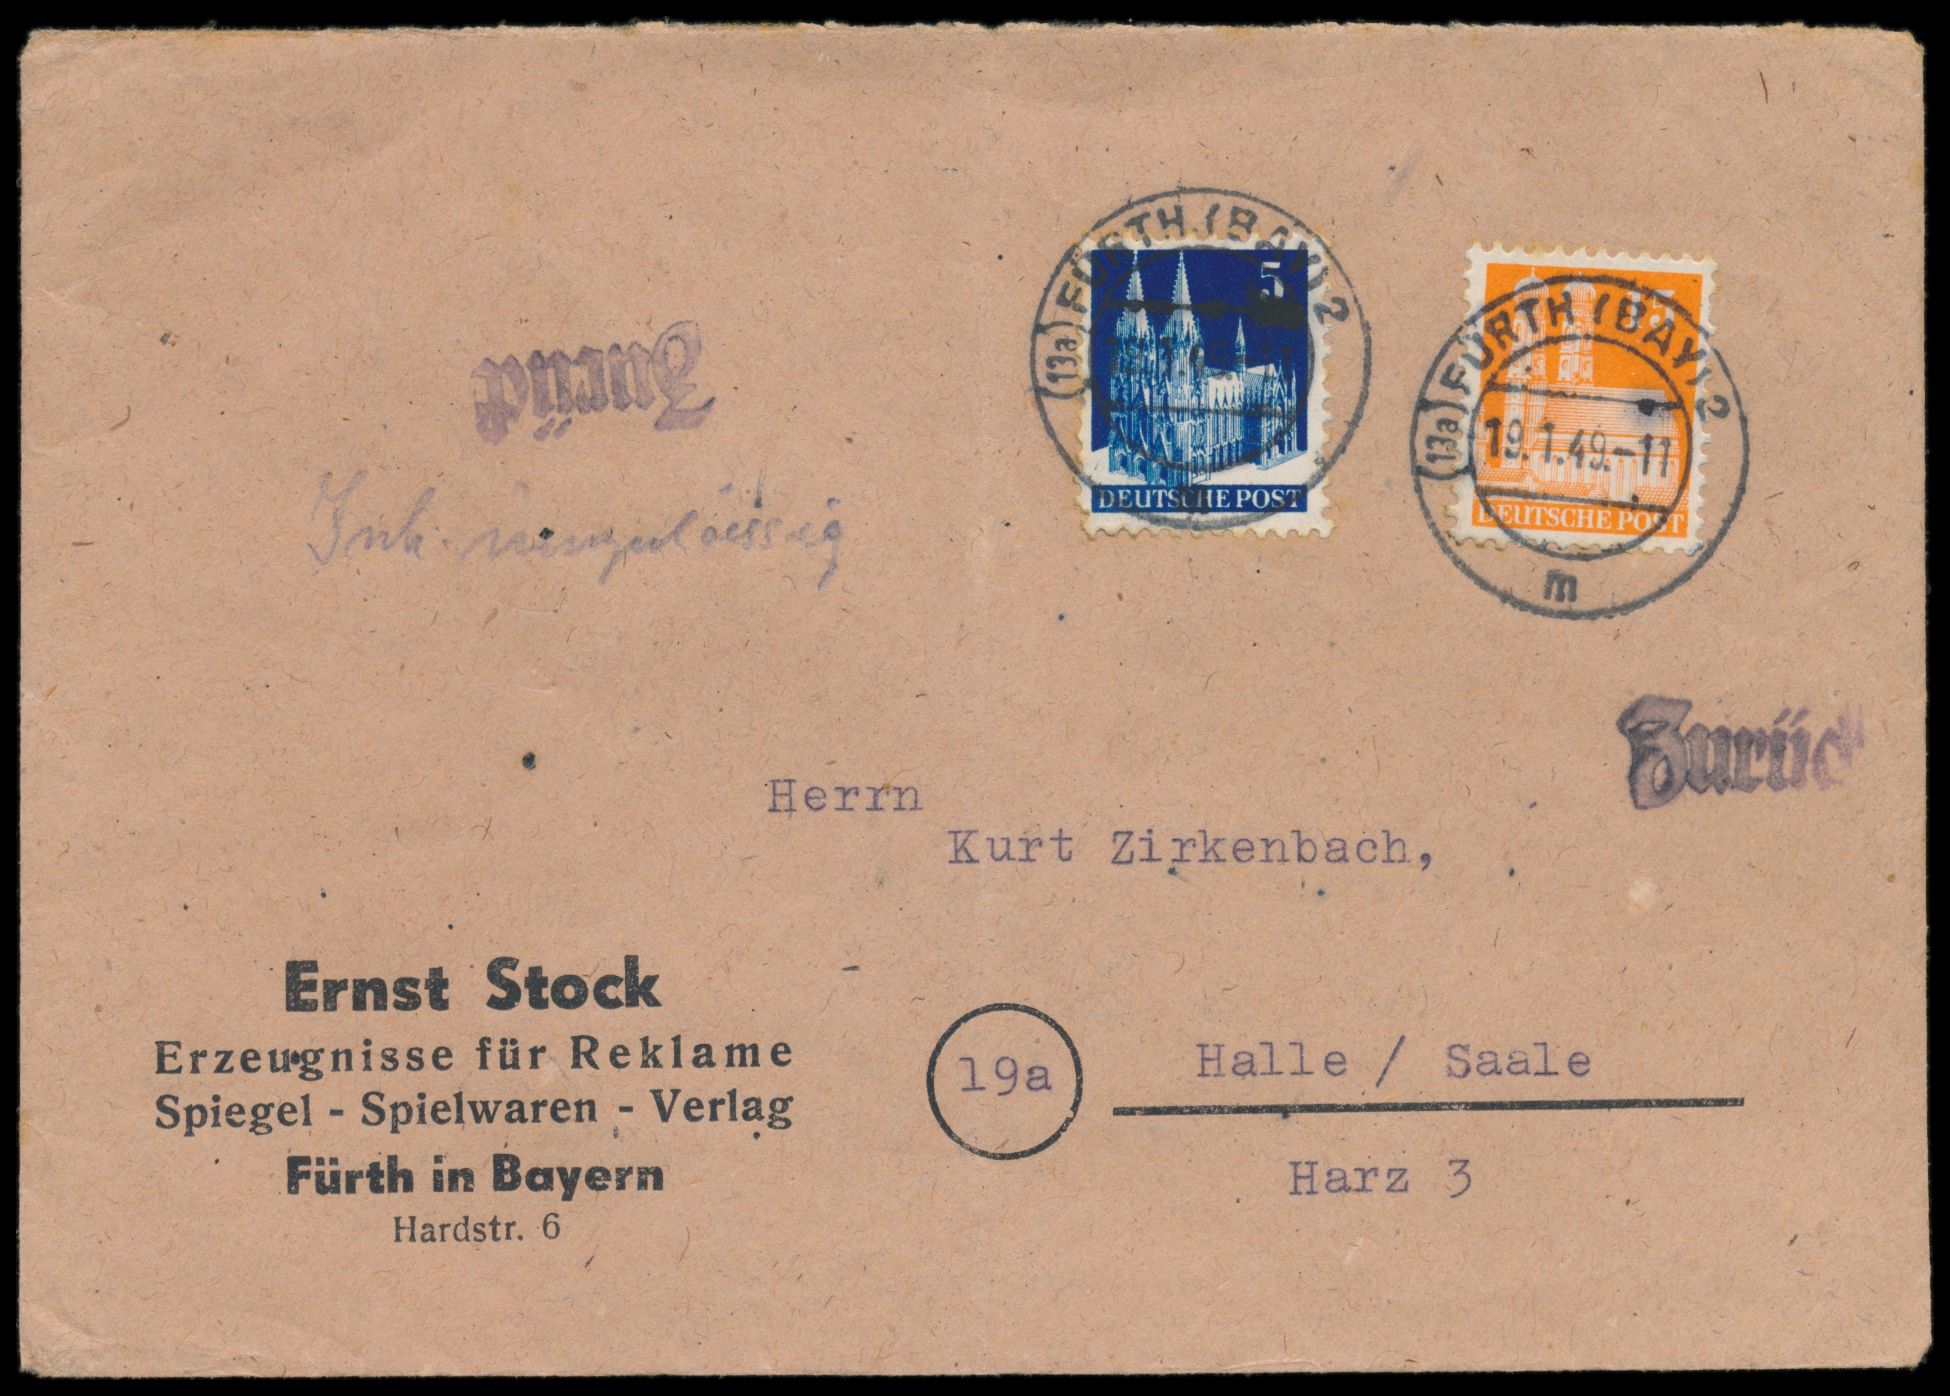 (13a) FÜRTH (BAY) 2
5
DEUTSCHE POST
(13a) FÜRTH (BAY) 2
19.1.49.-11
m
DEUTSCHE POST
Zurück
Inh. unzulässig
Zurück
Herrn
Kurt Zirkenbach,
Ernst Stock
Erzeugnisse für Reklame
Spiegel - Spielwaren - Verlag
Fürth in Bayern
Hardstr. 6
19a
Halle / Saale
Harz 3